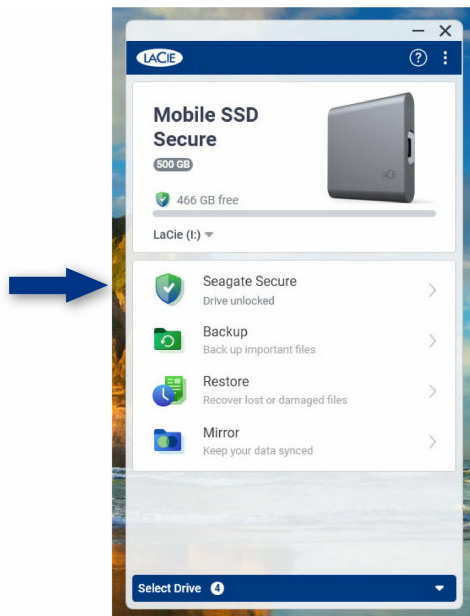 LACIE
Mobile SSD
Secure
500 GB
466 GB free
LaCie (I:)
Seagate Secure
Drive unlocked
Backup
Back up important files
Restore
Recover lost or damaged files
Mirror
Keep your data synced
Select Drive 4